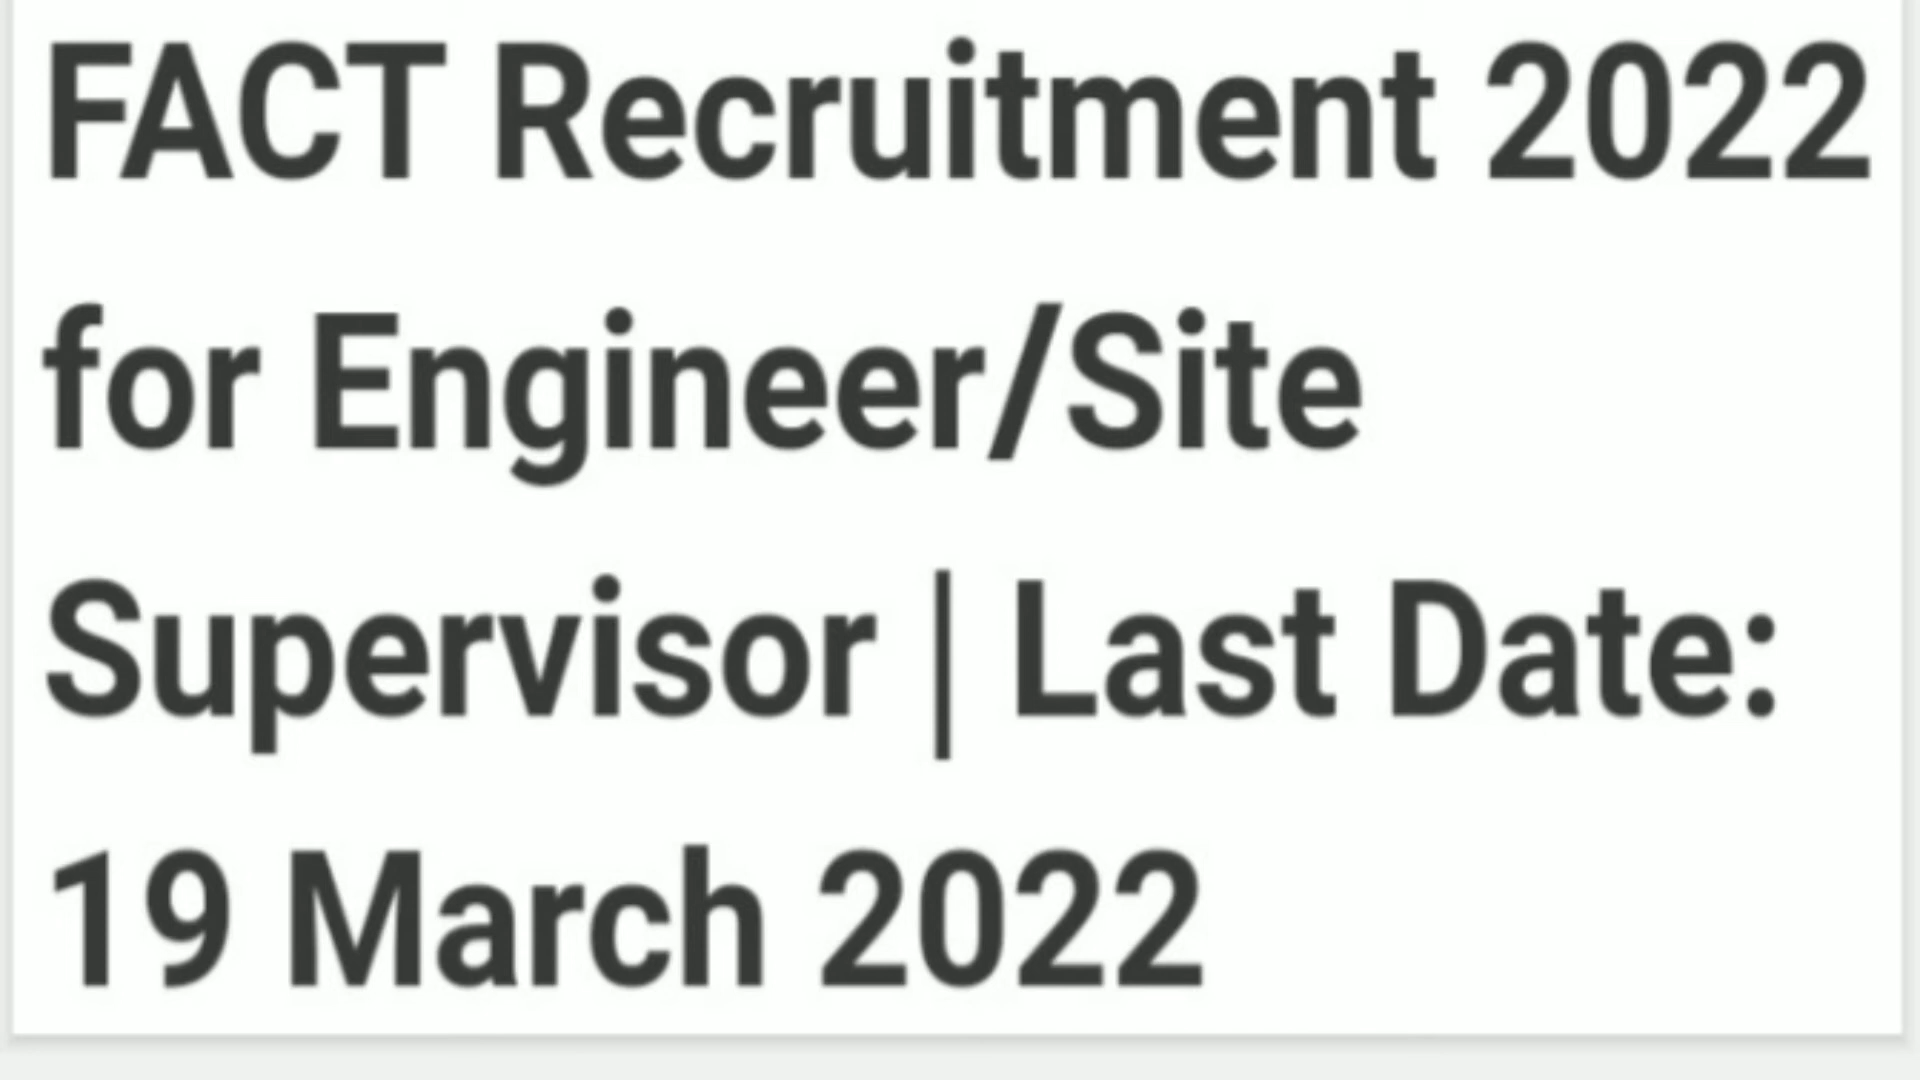 FACT Recruitment 2022
for Engineer/Site
Supervisor | Last Date:
19 March 2022